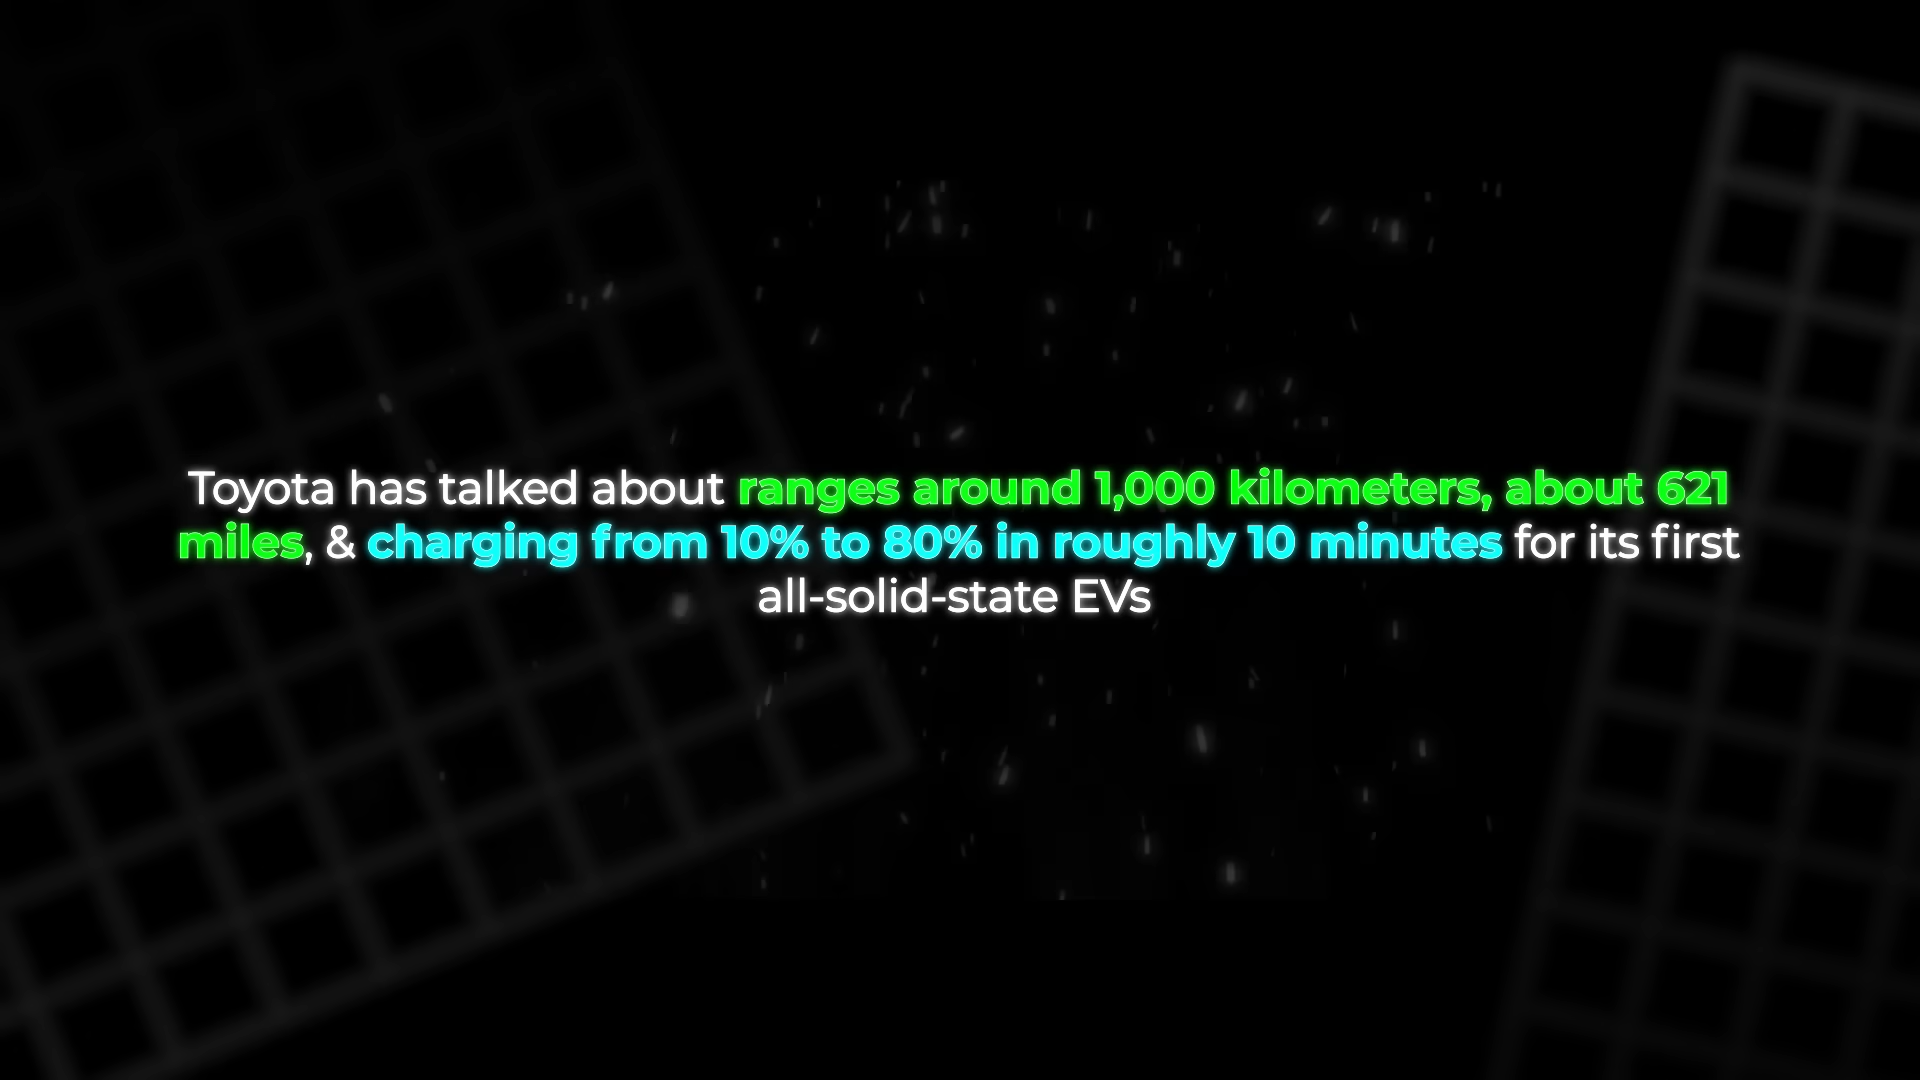 Toyota has talked about ranges around 1,000 kilometers, about 621
miles, & charging from 10% to 80% in roughly 10 minutes for its first
all-solid-state EVs